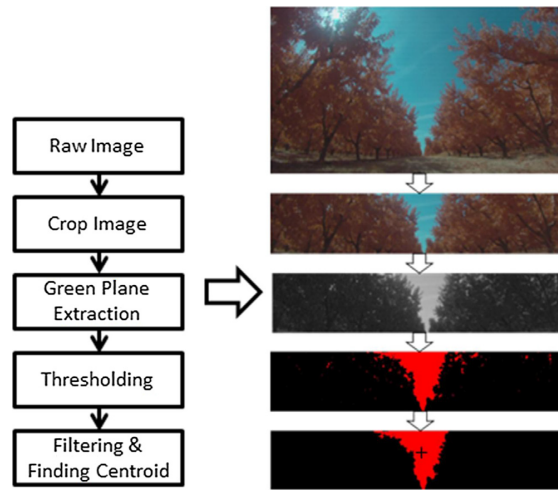 Raw Image
Crop Image
Green Plane
Extraction
Thresholding
Filtering &
Finding Centroid